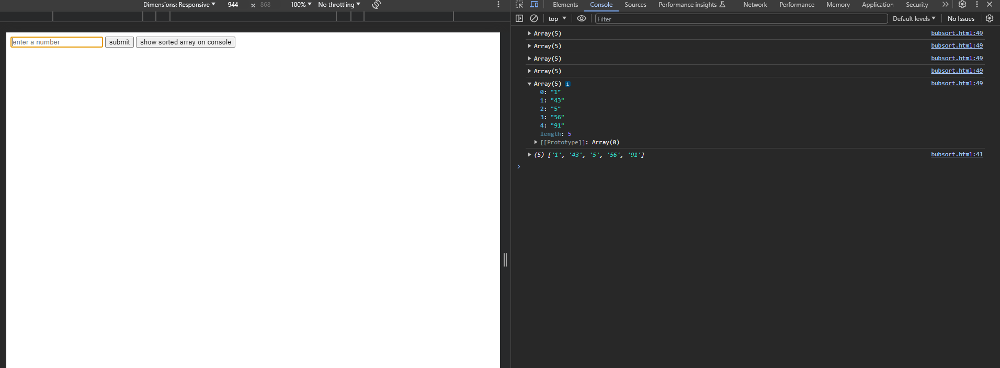 Dimensions: Responsive 944 × 868 100% No throttling
enter a number submit show sorted array on console
Elements Console Sources Performance insights Network Performance Memory Application Security
top Filter Default levels No Issues
Array(5) bubsort.html:49
Array(5) bubsort.html:49
Array(5) bubsort.html:49
Array(5) bubsort.html:49
Array(5) i bubsort.html:49
0: "1"
1: "43"
2: "5"
3: "56"
4: "91"
length: 5
[[Prototype]]: Array(0)
(5) ['1', '43', '5', '56', '91'] bubsort.html:41